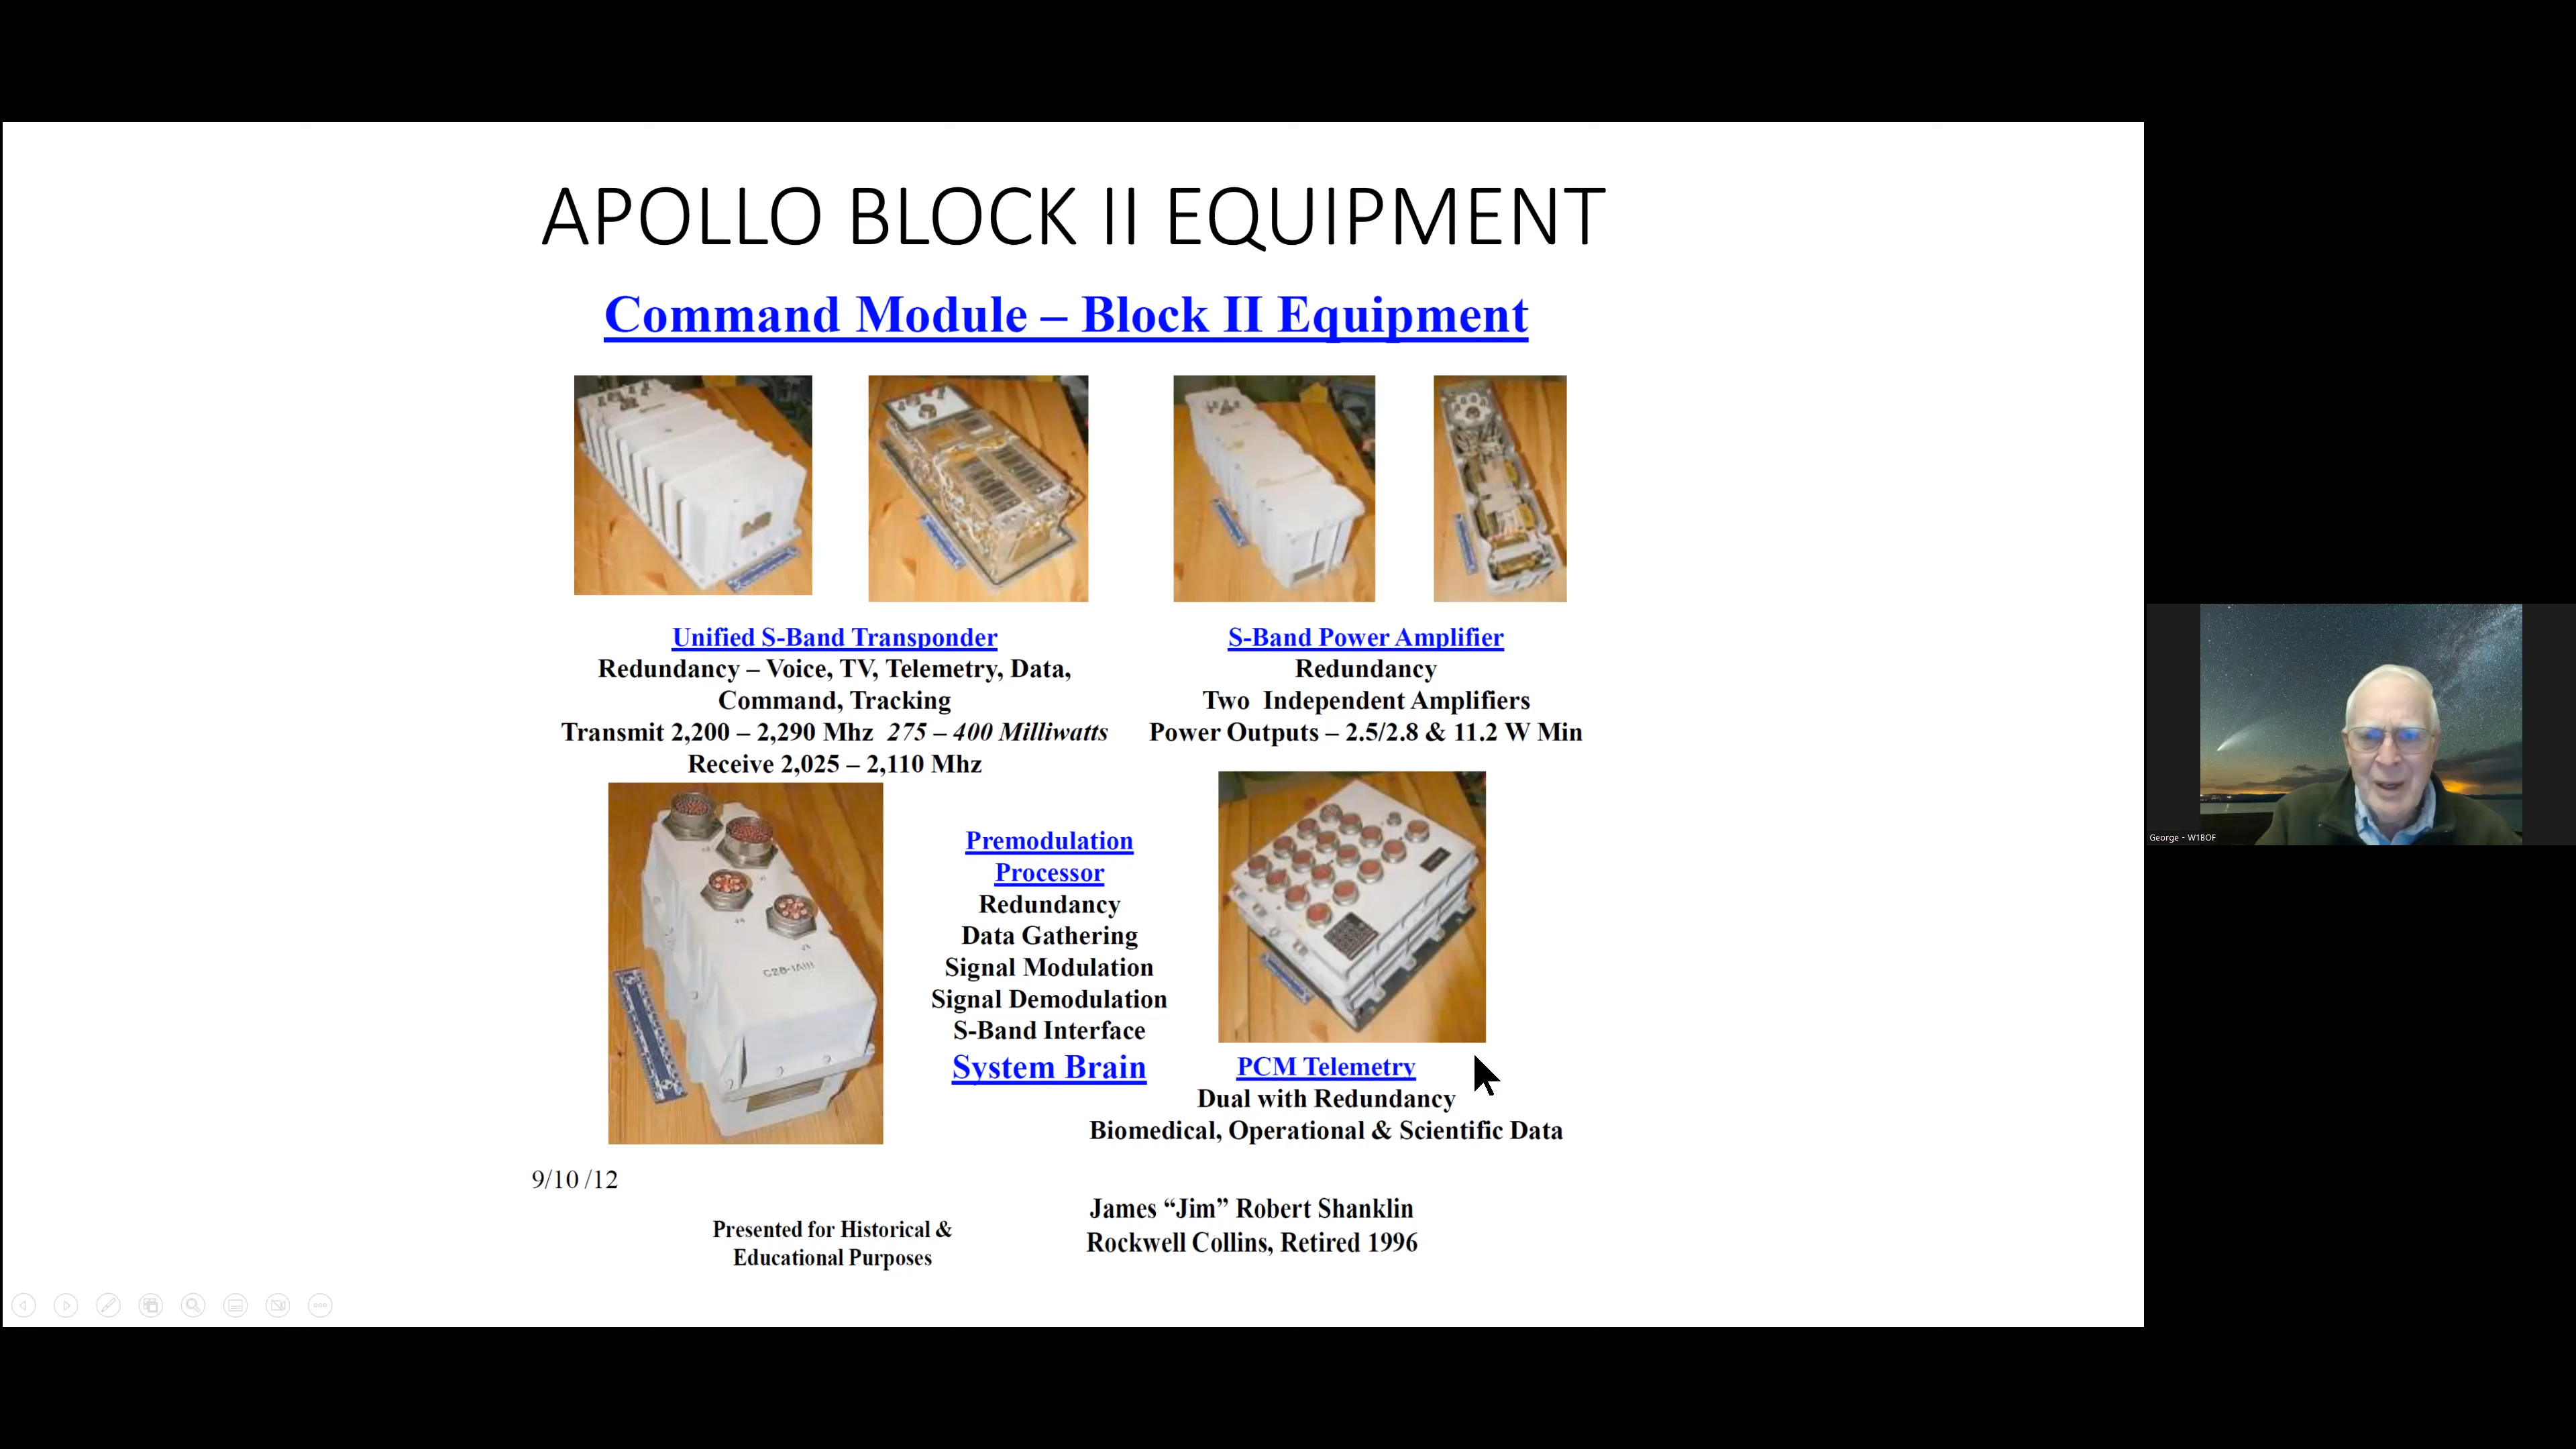 APOLLO BLOCK II EQUIPMENT
Command Module – Block II Equipment
Unified S-Band Transponder
Redundancy – Voice, TV, Telemetry, Data,
Command, Tracking
Transmit 2,200 – 2,290 Mhz 275 – 400 Milliwatts
Receive 2,025 – 2,110 Mhz
S-Band Power Amplifier
Redundancy
Two Independent Amplifiers
Power Outputs – 2.5/2.8 & 11.2 W Min
Premodulation
Processor
Redundancy
Data Gathering
Signal Modulation
Signal Demodulation
S-Band Interface
System Brain
PCM Telemetry
Dual with Redundancy
Biomedical, Operational & Scientific Data
9/10 /12
Presented for Historical &
Educational Purposes
James “Jim” Robert Shanklin
Rockwell Collins, Retired 1996
George - W1BOF